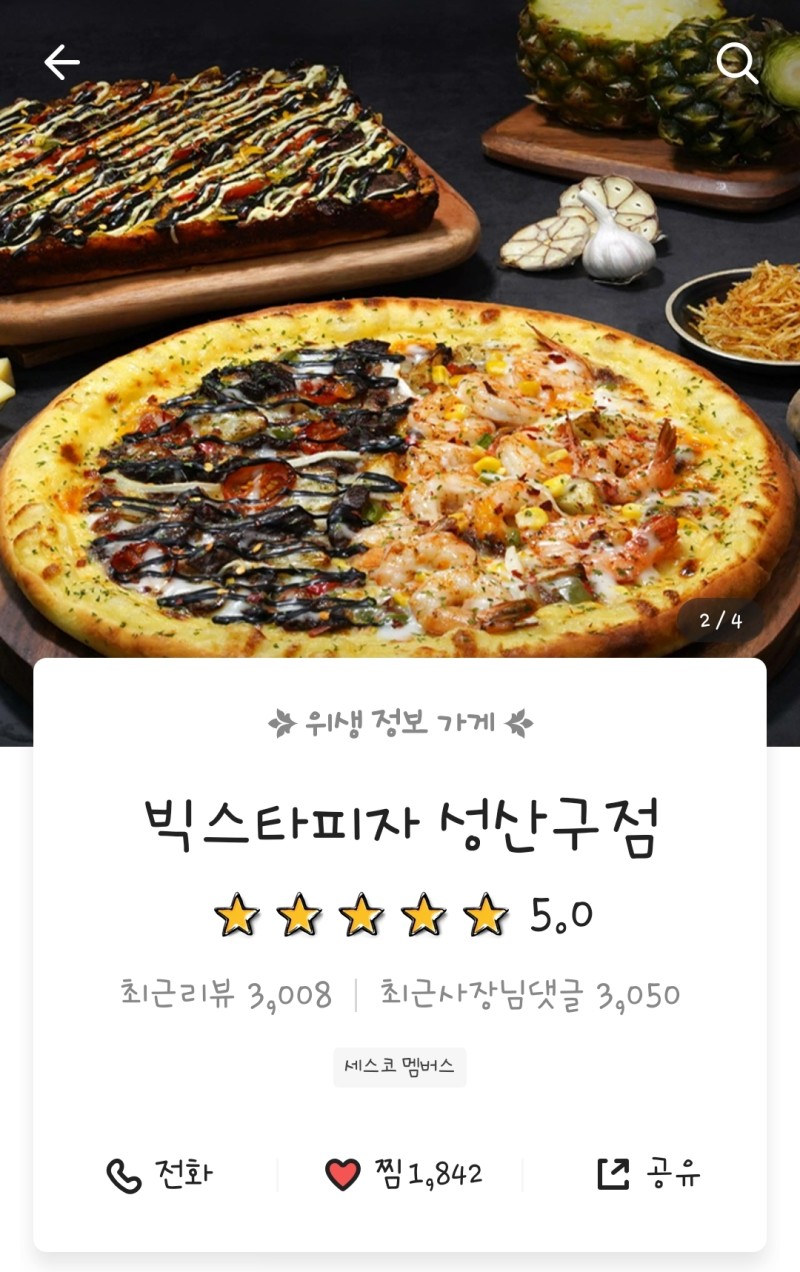 2 / 4
위생 정보 가게
빅스타피자 성산구점
5.0
최근리뷰 3,008 | 최근사장님댓글 3,050
세스코 멤버스
전화 찜 1,842 공유